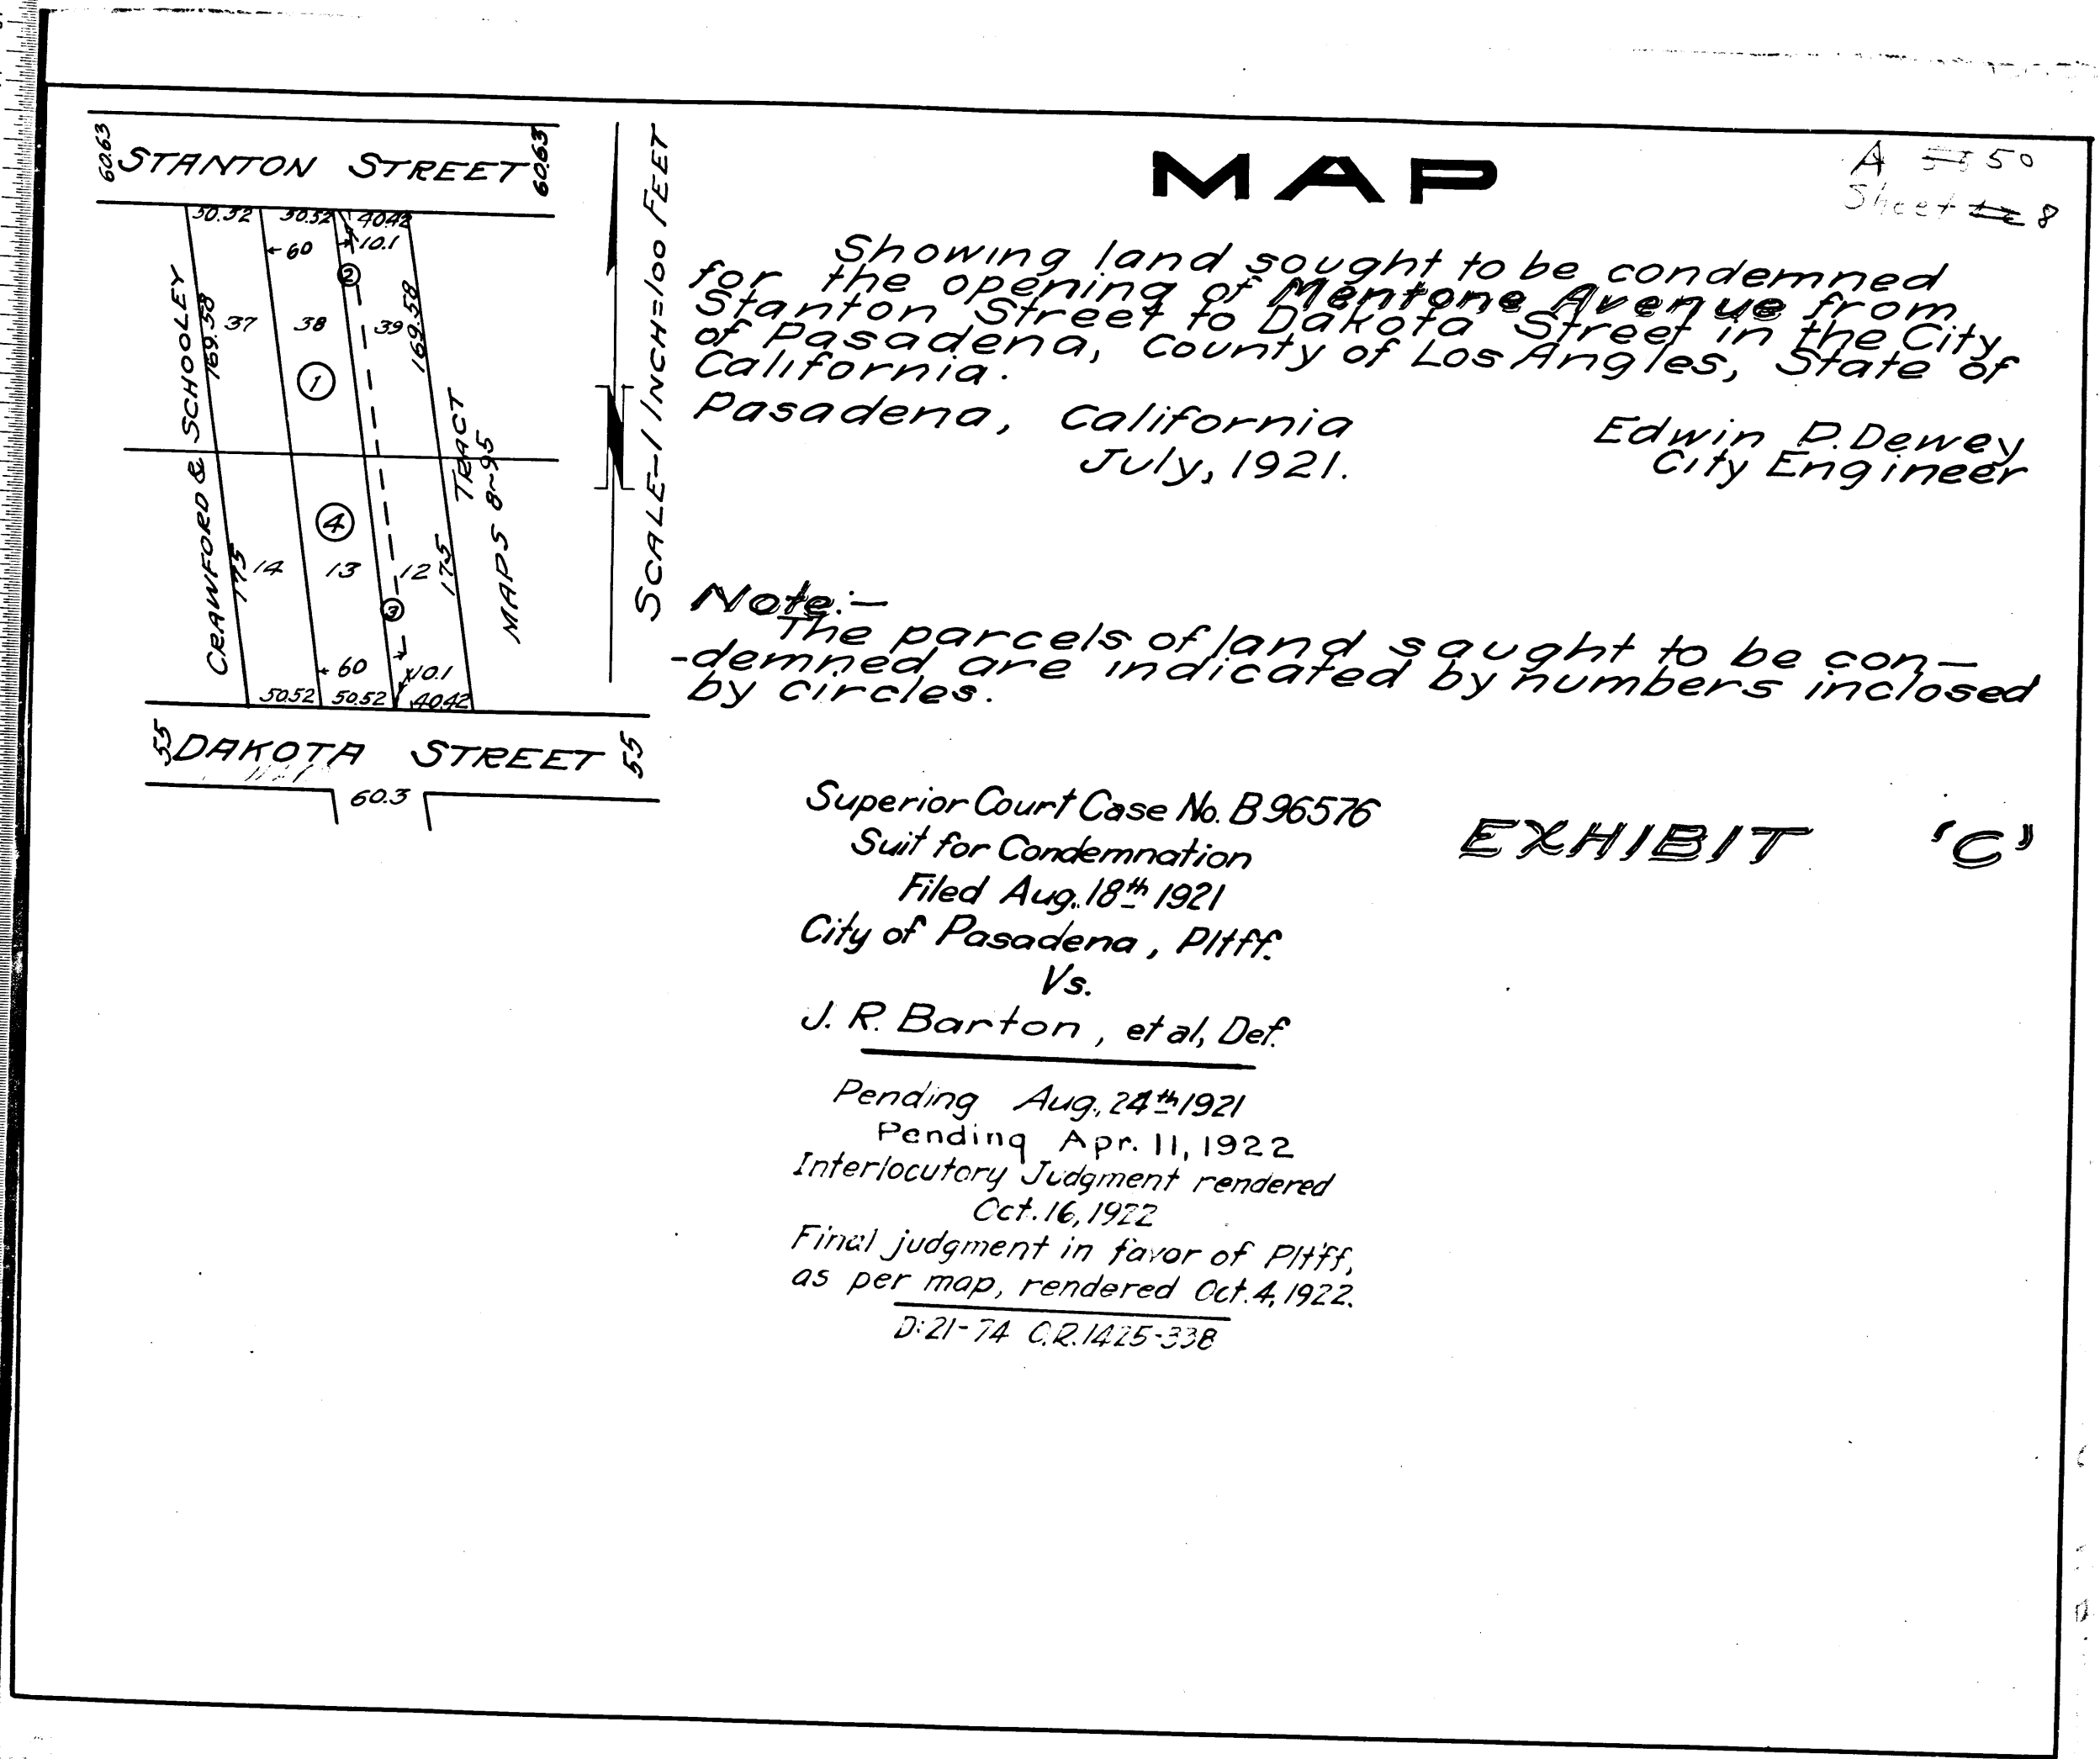 MAP
A 50
Sheet 8
Showing land sought to be condemned
for the opening of Mentone Avenue from
Stanton Street to Dakota Street in the City
of Pasadena, County of Los Angles, State of
California.
Pasadena, California
July, 1921.
Edwin P. Dewey
City Engineer
Note:—
The parcels of land saught to be con-
-demned are indicated by numbers inclosed
by circles.
EXHIBIT 'C'
Superior Court Case No. B96576
Suit for Condemnation
Filed Aug. 18th 1921
City of Pasadena, Pltff.
Vs.
J. R. Barton, et al, Def.
Pending Aug. 24th 1921
Pending Apr. 11, 1922
Interlocutory Judgment rendered
Oct. 16, 1922
Final judgment in favor of Pltff,
as per map, rendered Oct. 4, 1922.
D:21-74 O.R. 1425-338
60.63
STANTON STREET
60.63
50.52 50.52 40.42
60 10.1
2
37 38 39
169.58
169.58
1
CRAWFORD & SCHOOLEY
TRACT
MAPS 8~95
4
14 13 12
175
175
3
60 10.1
50.52 50.52 40.42
55
DAKOTA STREET
55
60.3
SCALE-1 INCH=100 FEET
N